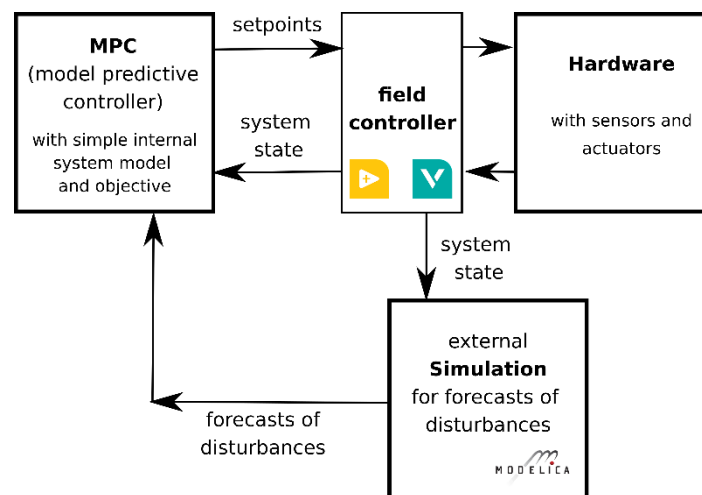 MPC
(model predictive
controller)
with simple internal
system model
and objective
setpoints
system
state
field
controller
Hardware
with sensors and
actuators
system
state
external
Simulation
for forecasts of
disturbances
MODELICA
forecasts of
disturbances